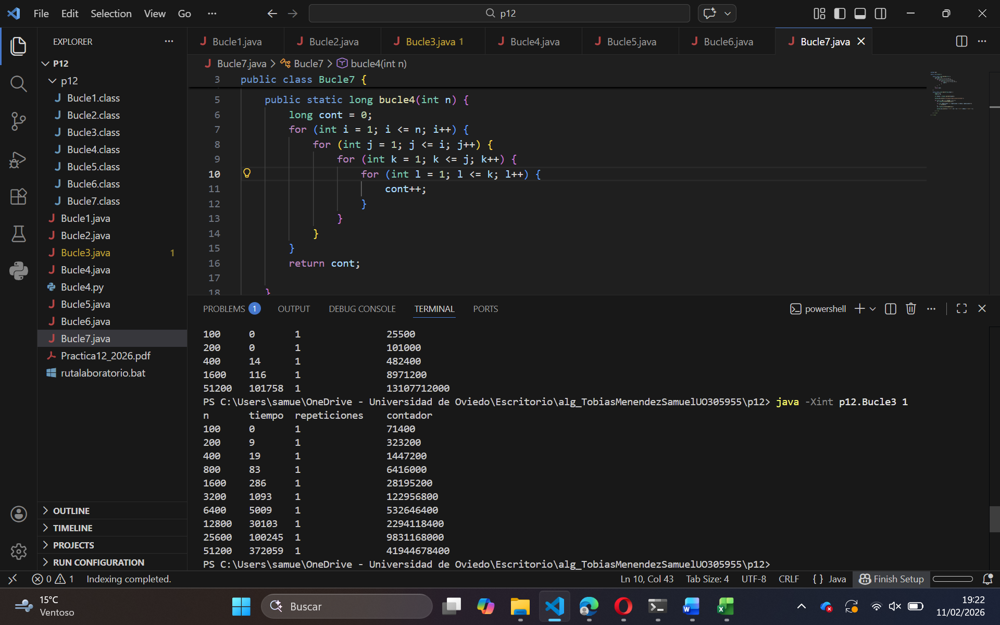 File Edit Selection View Go ··· p12
EXPLORER ···
P12
p12
Bucle1.class
Bucle2.class
Bucle3.class
Bucle4.class
Bucle5.class
Bucle6.class
Bucle7.class
Bucle1.java
Bucle2.java
Bucle3.java 1
Bucle4.java
Bucle4.py
Bucle5.java
Bucle6.java
Bucle7.java
Practica12_2026.pdf
rutalaboratorio.bat
OUTLINE
TIMELINE
PROJECTS
RUN CONFIGURATION
Bucle1.java Bucle2.java Bucle3.java 1 Bucle4.java Bucle5.java Bucle6.java Bucle7.java
Bucle7.java > Bucle7 > bucle4(int n)
3 public class Bucle7 {
5 public static long bucle4(int n) {
6 long cont = 0;
7 for (int i = 1; i <= n; i++) {
8 for (int j = 1; j <= i; j++) {
9 for (int k = 1; k <= j; k++) {
10 for (int l = 1; l <= k; l++) {
11 cont++;
12 }
13 }
14 }
15 }
16 return cont;
17
18 }
PROBLEMS 1 OUTPUT DEBUG CONSOLE TERMINAL PORTS powershell
100 0 1 25500
200 0 1 101000
400 14 1 482400
1600 116 1 8971200
51200 101758 1 13107712000
PS C:\Users\samue\OneDrive - Universidad de Oviedo\Escritorio\alg_TobiasMenendezSamuelUO305955\p12> java -Xint p12.Bucle3 1
n tiempo repeticiones contador
100 0 1 71400
200 9 1 323200
400 19 1 1447200
800 83 1 6416000
1600 286 1 28195200
3200 1093 1 122956800
6400 5009 1 532646400
12800 30103 1 2294118400
25600 100245 1 9831168000
51200 372059 1 41944678400
PS C:\Users\samue\OneDrive - Universidad de Oviedo\Escritorio\alg_TobiasMenendezSamuelUO305955\p12>
0 1 Indexing completed. Ln 10, Col 43 Tab Size: 4 UTF-8 CRLF { } Java Finish Setup
15°C
Ventoso
Buscar
19:22
11/02/2026